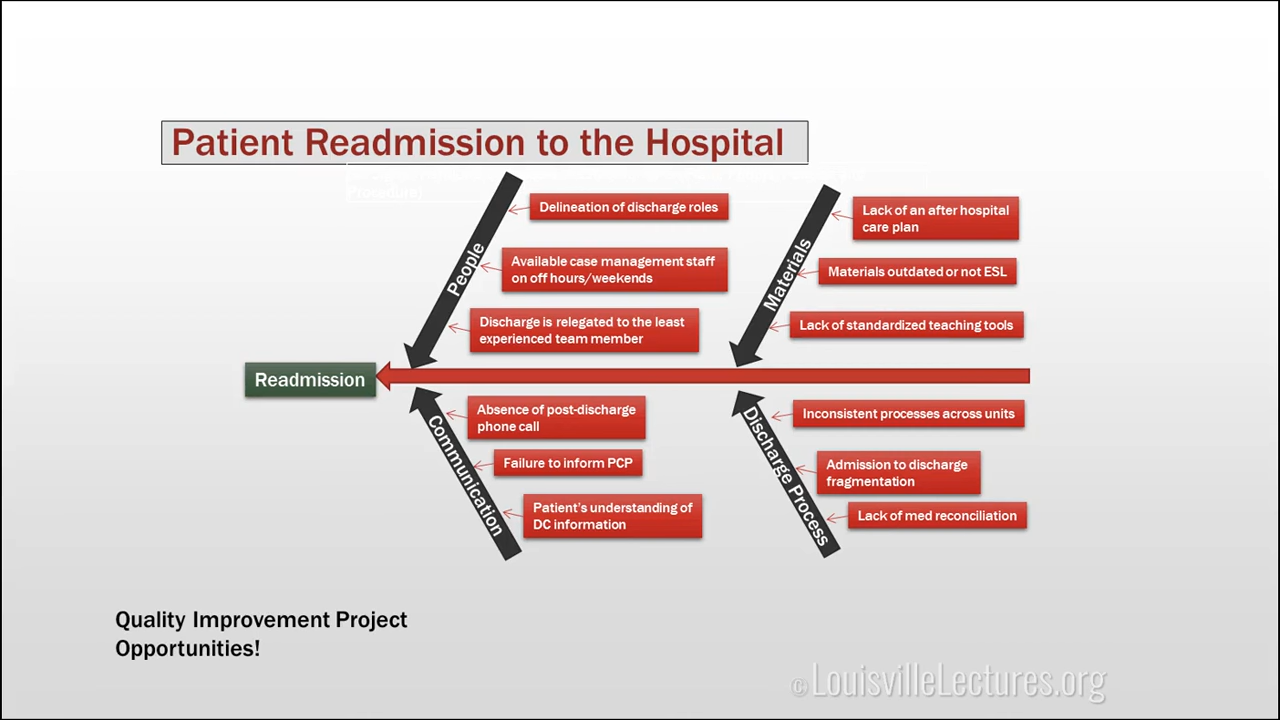 Patient Readmission to the Hospital
Procedure)
People
Delineation of discharge roles
Available case management staff
on off hours/weekends
Discharge is relegated to the least
experienced team member
Materials
Lack of an after hospital
care plan
Materials outdated or not ESL
Lack of standardized teaching tools
Readmission
Communication
Absence of post-discharge
phone call
Failure to inform PCP
Patient's understanding of
DC information
Discharge Process
Inconsistent processes across units
Admission to discharge
fragmentation
Lack of med reconciliation
Quality Improvement Project
Opportunities!
© LouisvilleLectures.org